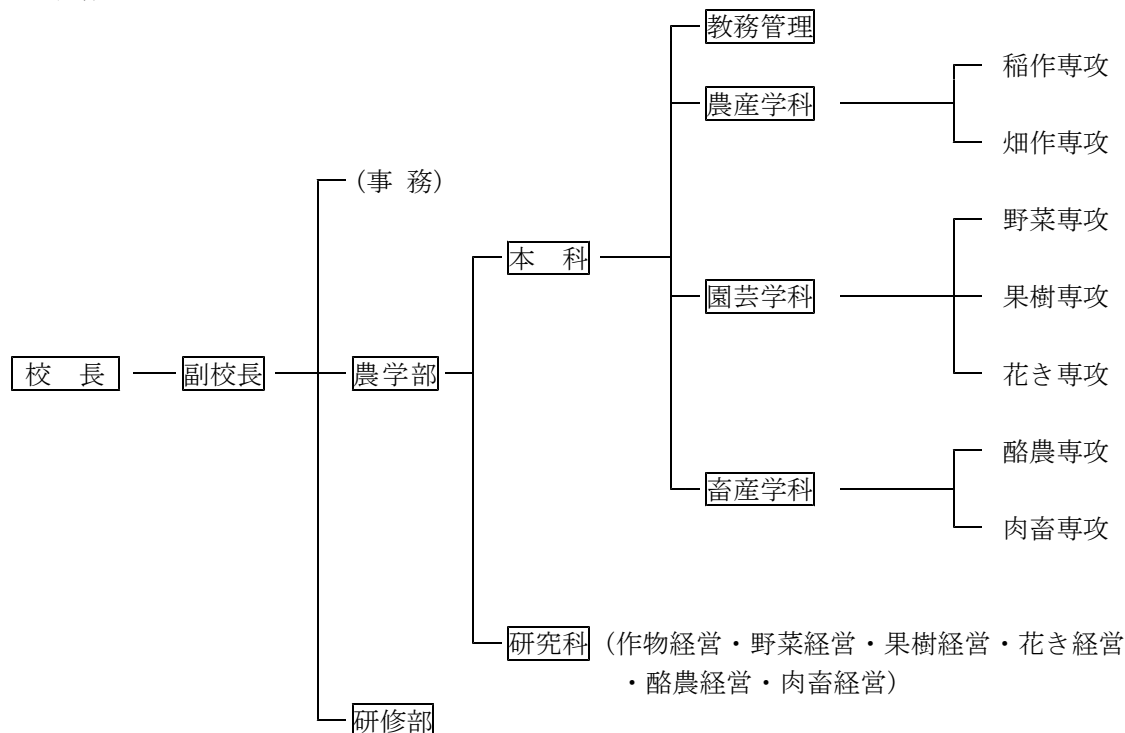 教務管理
稲作専攻
農産学科
畑作専攻
(事 務)
野菜専攻
本 科
園芸学科
果樹専攻
校 長
副校長
農学部
花き専攻
酪農専攻
畜産学科
肉畜専攻
研究科 (作物経営・野菜経営・果樹経営・花き経営
・酪農経営・肉畜経営)
研修部